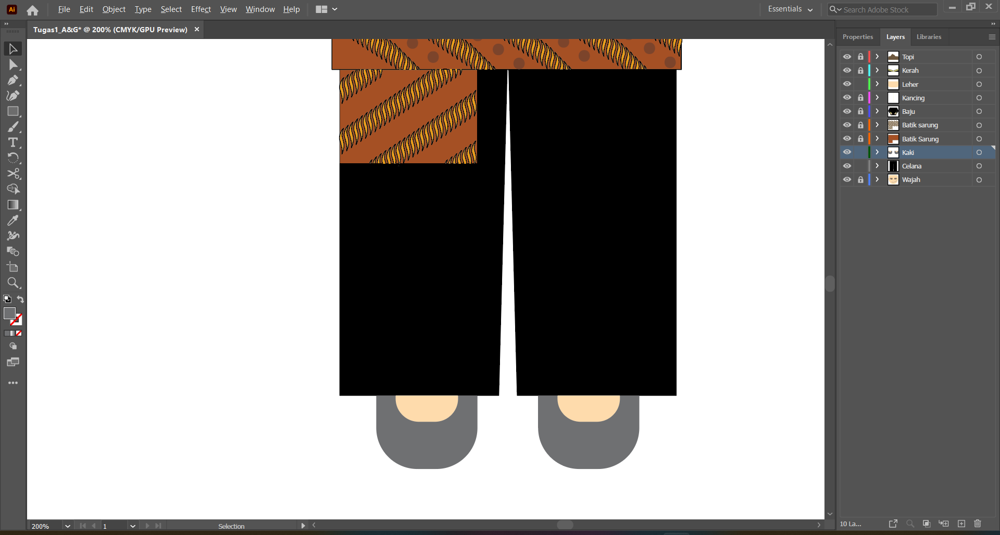 Ai File Edit Object Type Select Effect View Window Help Essentials Search Adobe Stock
Tugas1_A&G* @ 200% (CMYK/GPU Preview)
Properties Layers Libraries
Topi
Kerah
Leher
Kancing
Baju
Batik sarung
Batik Sarung
Kaki
Celana
Wajah
200% 1 Selection
10 La...